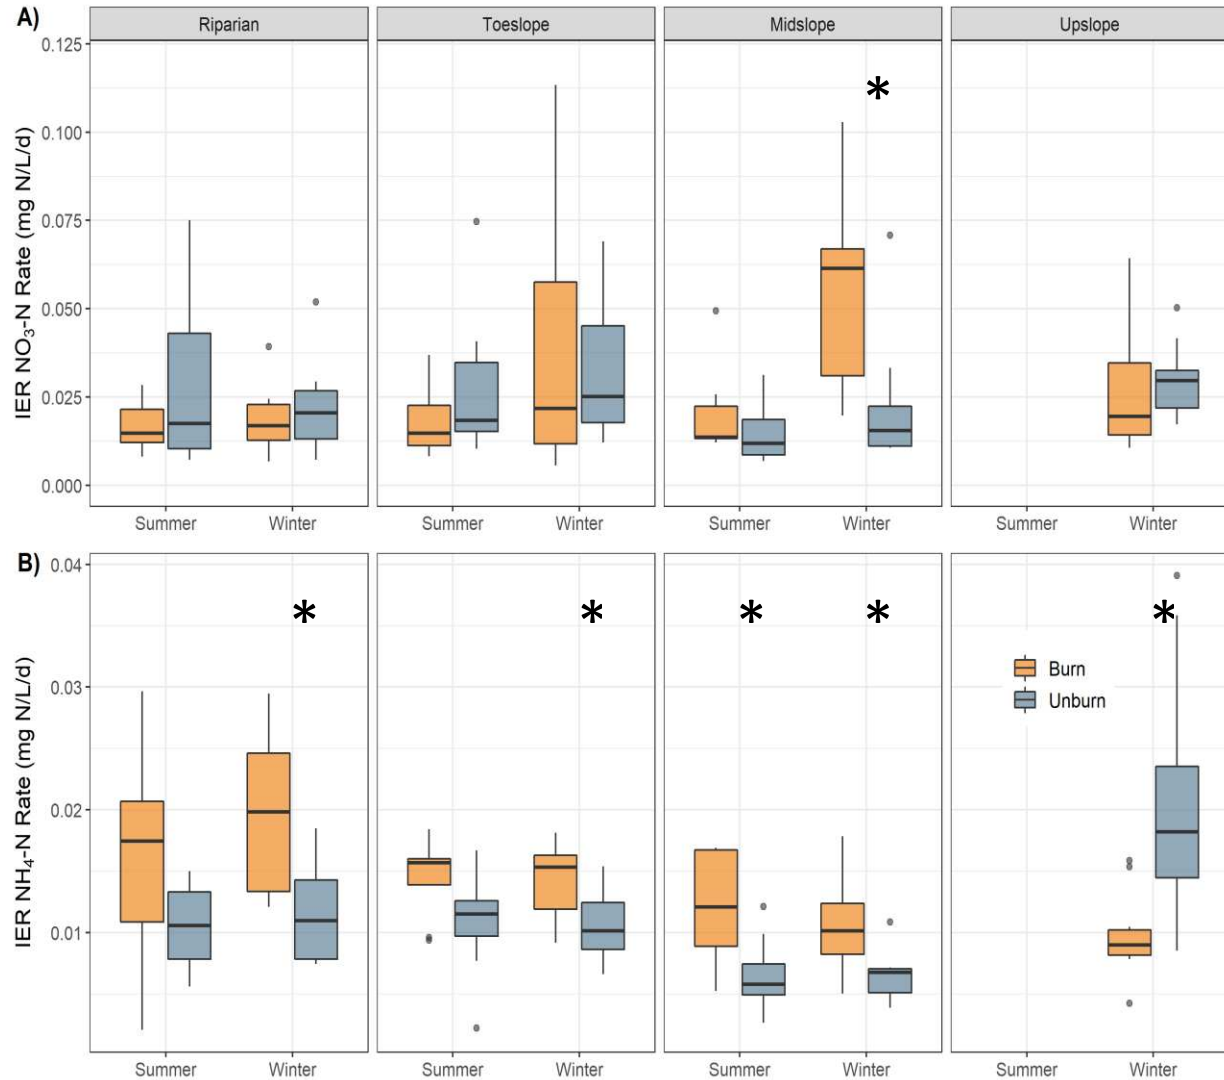 A)
Riparian Toeslope Midslope Upslope
IER NO₃-N Rate (mg N/L/d)
0.125
0.100
0.075
0.050
0.025
0.000
*
Summer Winter Summer Winter Summer Winter Summer Winter
B)
IER NH₄-N Rate (mg N/L/d)
0.04
0.03
0.02
0.01
* * * * *
Burn
Unburn
Summer Winter Summer Winter Summer Winter Summer Winter